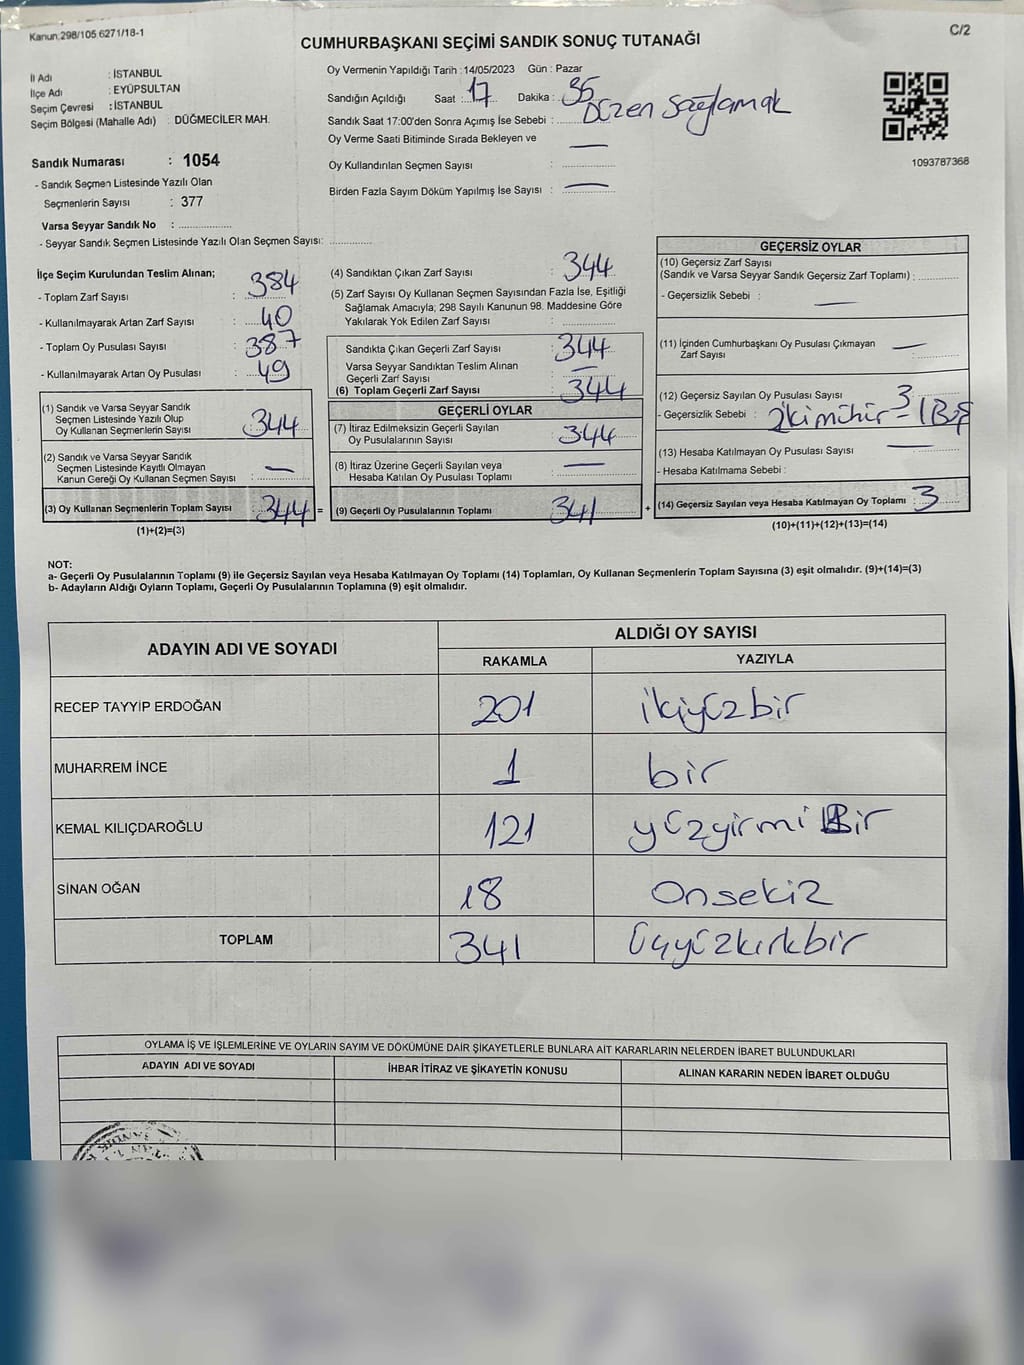 Kanun:298/105.6271/18-1
C/2
CUMHURBAŞKANI SEÇİMİ SANDIK SONUÇ TUTANAĞI
İl Adı : İSTANBUL
İlçe Adı : EYÜPSULTAN
Seçim Çevresi : İSTANBUL
Seçim Bölgesi (Mahalle Adı) : DÜĞMECİLER MAH.
Sandık Numarası : 1054
- Sandık Seçmen Listesinde Yazılı Olan
Seçmenlerin Sayısı : 377
Varsa Seyyar Sandık No :
- Seyyar Sandık Seçmen Listesinde Yazılı Olan Seçmen Sayısı:
Oy Vermenin Yapıldığı Tarih :14/05/2023 Gün : Pazar
Sandığın Açıldığı Saat : 17 Dakika : 35
Sandık Saat 17:00'den Sonra Açımış İse Sebebi : Düzen Sağlamak
Oy Verme Saati Bitiminde Sırada Bekleyen ve
Oy Kullandırılan Seçmen Sayısı : —
Birden Fazla Sayım Döküm Yapılmış İse Sayısı : —
1093787368
İlçe Seçim Kurulundan Teslim Alınan;
- Toplam Zarf Sayısı : 384
- Kullanılmayarak Artan Zarf Sayısı : 40
- Toplam Oy Pusulası Sayısı : 387
- Kullanılmayarak Artan Oy Pusulası : 49
(1) Sandık ve Varsa Seyyar Sandık
Seçmen Listesinde Yazılı Olup
Oy Kullanan Seçmenlerin Sayısı : 344
(2) Sandık ve Varsa Seyyar Sandık
Seçmen Listesinde Kayıtlı Olmayan
Kanun Gereği Oy Kullanan Seçmen Sayısı : —
(3) Oy Kullanan Seçmenlerin Toplam Sayısı : 344 =
(1)+(2)=(3)
(4) Sandıktan Çıkan Zarf Sayısı : 344
(5) Zarf Sayısı Oy Kullanan Seçmen Sayısından Fazla İse, Eşitliği
Sağlamak Amacıyla; 298 Sayılı Kanunun 98. Maddesine Göre
Yakılarak Yok Edilen Zarf Sayısı :
Sandıkta Çıkan Geçerli Zarf Sayısı : 344
Varsa Seyyar Sandıktan Teslim Alınan
Geçerli Zarf Sayısı : —
(6) Toplam Geçerli Zarf Sayısı : 344
GEÇERLİ OYLAR
(7) İtiraz Edilmeksizin Geçerli Sayılan
Oy Pusulalarının Sayısı : 344
(8) İtiraz Üzerine Geçerli Sayılan veya
Hesaba Katılan Oy Pusulası Toplamı : —
(9) Geçerli Oy Pusulalarının Toplamı 341 +
GEÇERSİZ OYLAR
(10) Geçersiz Zarf Sayısı
(Sandık ve Varsa Seyyar Sandık Geçersiz Zarf Toplamı) :
- Geçersizlik Sebebi : —
(11) İçinden Cumhurbaşkanı Oy Pusulası Çıkmayan
Zarf Sayısı : —
(12) Geçersiz Sayılan Oy Pusulası Sayısı : 3
- Geçersizlik Sebebi : 2 ki mühür - 1 Boş
(13) Hesaba Katılmayan Oy Pusulası Sayısı : —
- Hesaba Katılmama Sebebi :
(14) Geçersiz Sayılan veya Hesaba Katılmayan Oy Toplamı : 3
(10)+(11)+(12)+(13)=(14)
NOT:
a- Geçerli Oy Pusulalarının Toplamı (9) ile Geçersiz Sayılan veya Hesaba Katılmayan Oy Toplamı (14) Toplamları, Oy Kullanan Seçmenlerin Toplam Sayısına (3) eşit olmalıdır. (9)+(14)=(3)
b- Adayların Aldığı Oyların Toplamı, Geçerli Oy Pusulalarının Toplamına (9) eşit olmalıdır.
ADAYIN ADI VE SOYADI ALDIĞI OY SAYISI
RAKAMLA YAZIYLA
RECEP TAYYİP ERDOĞAN 201 ikiyüzbir
MUHARREM İNCE 1 bir
KEMAL KILIÇDAROĞLU 121 yüzyirmi Bir
SİNAN OĞAN 18 Onsekiz
TOPLAM 341 üçyüzkırkbir
OYLAMA İŞ VE İŞLEMLERİNE VE OYLARIN SAYIM VE DÖKÜMÜNE DAİR ŞİKAYETLERLE BUNLARA AİT KARARLARIN NELERDEN İBARET BULUNDUKLARI
ADAYIN ADI VE SOYADI İHBAR İTİRAZ VE ŞİKAYETİN KONUSU ALINAN KARARIN NEDEN İBARET OLDUĞU